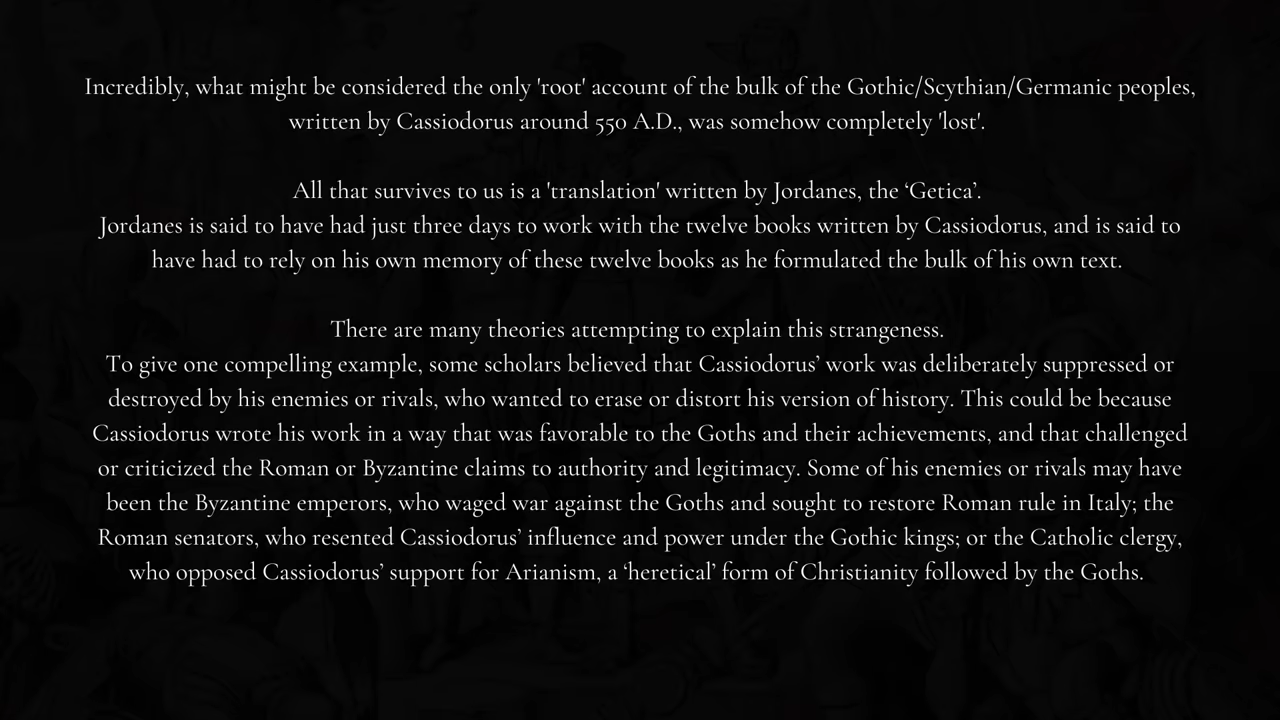 Incredibly, what might be considered the only 'root' account of the bulk of the Gothic/Scythian/Germanic peoples,
written by Cassiodorus around 550 A.D., was somehow completely 'lost'.
All that survives to us is a 'translation' written by Jordanes, the ‘Getica’.
Jordanes is said to have had just three days to work with the twelve books written by Cassiodorus, and is said to
have had to rely on his own memory of these twelve books as he formulated the bulk of his own text.
There are many theories attempting to explain this strangeness.
To give one compelling example, some scholars believed that Cassiodorus’ work was deliberately suppressed or
destroyed by his enemies or rivals, who wanted to erase or distort his version of history. This could be because
Cassiodorus wrote his work in a way that was favorable to the Goths and their achievements, and that challenged
or criticized the Roman or Byzantine claims to authority and legitimacy. Some of his enemies or rivals may have
been the Byzantine emperors, who waged war against the Goths and sought to restore Roman rule in Italy; the
Roman senators, who resented Cassiodorus’ influence and power under the Gothic kings; or the Catholic clergy,
who opposed Cassiodorus’ support for Arianism, a ‘heretical’ form of Christianity followed by the Goths.